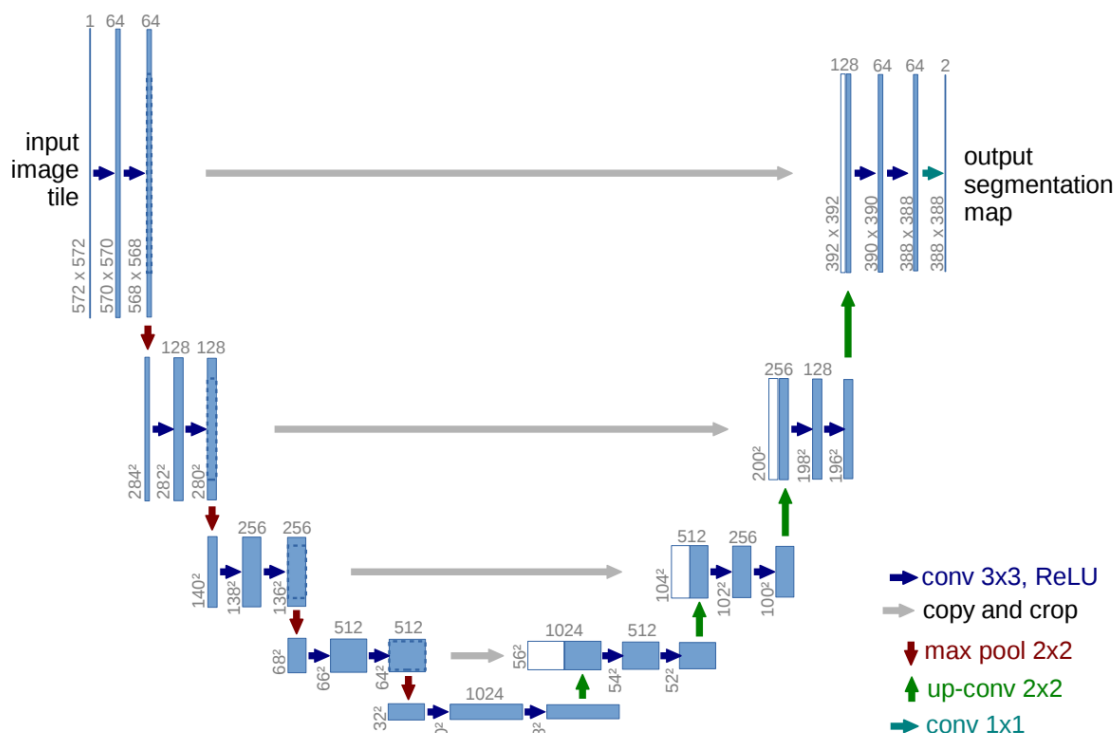 1
64
64
input
image
tile
572 x 572
570 x 570
568 x 568
128
64
64
2
output
segmentation
map
392 x 392
390 x 390
388 x 388
388 x 388
128
128
284²
282²
280²
256
128
200²
198²
196²
256
256
140²
138²
136²
512
256
104²
102²
100²
512
512
68²
66²
64²
1024
512
56²
54²
52²
1024
32²
conv 3x3, ReLU
copy and crop
max pool 2x2
up-conv 2x2
conv 1x1